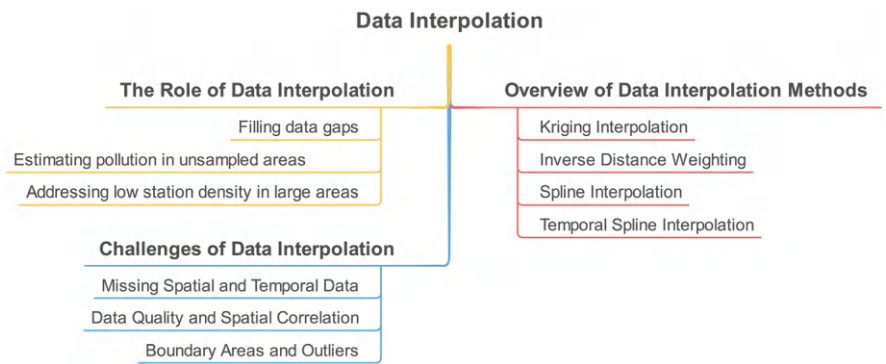 Data Interpolation
The Role of Data Interpolation
Filling data gaps
Estimating pollution in unsampled areas
Addressing low station density in large areas
Challenges of Data Interpolation
Missing Spatial and Temporal Data
Data Quality and Spatial Correlation
Boundary Areas and Outliers
Overview of Data Interpolation Methods
Kriging Interpolation
Inverse Distance Weighting
Spline Interpolation
Temporal Spline Interpolation